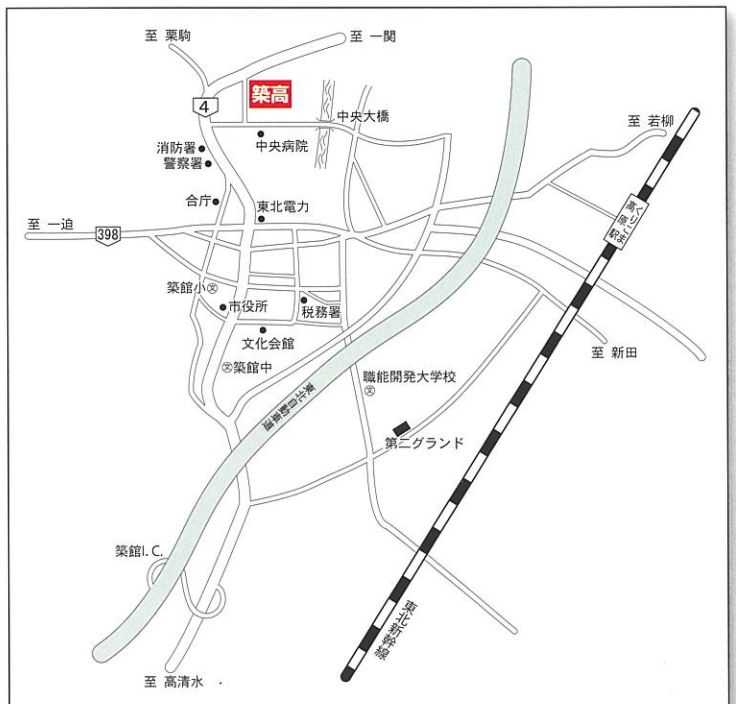 至 栗駒
至 一関
4
築高
中央大橋
至 若柳
消防署
中央病院
警察署
合庁
東北電力
くりこま
高原駅
至 一迫
398
築館小
文
市役所
税務署
文化会館
至 新田
文
築館中
職能開発大学校
文
東北自動車道
第二グランド
築館I.C.
東北新幹線
至 高清水